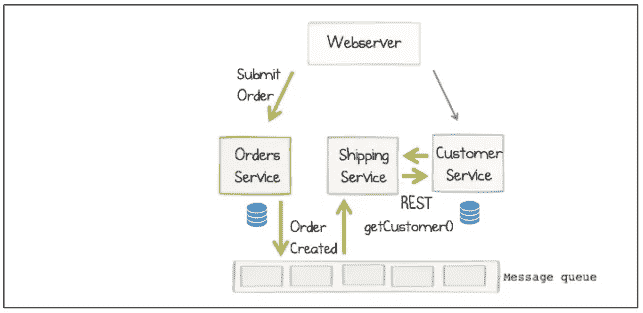 Webserver
Submit
Order
Orders
Service
Shipping
Service
Customer
Service
REST
getCustomer()
Order
Created
Message queue